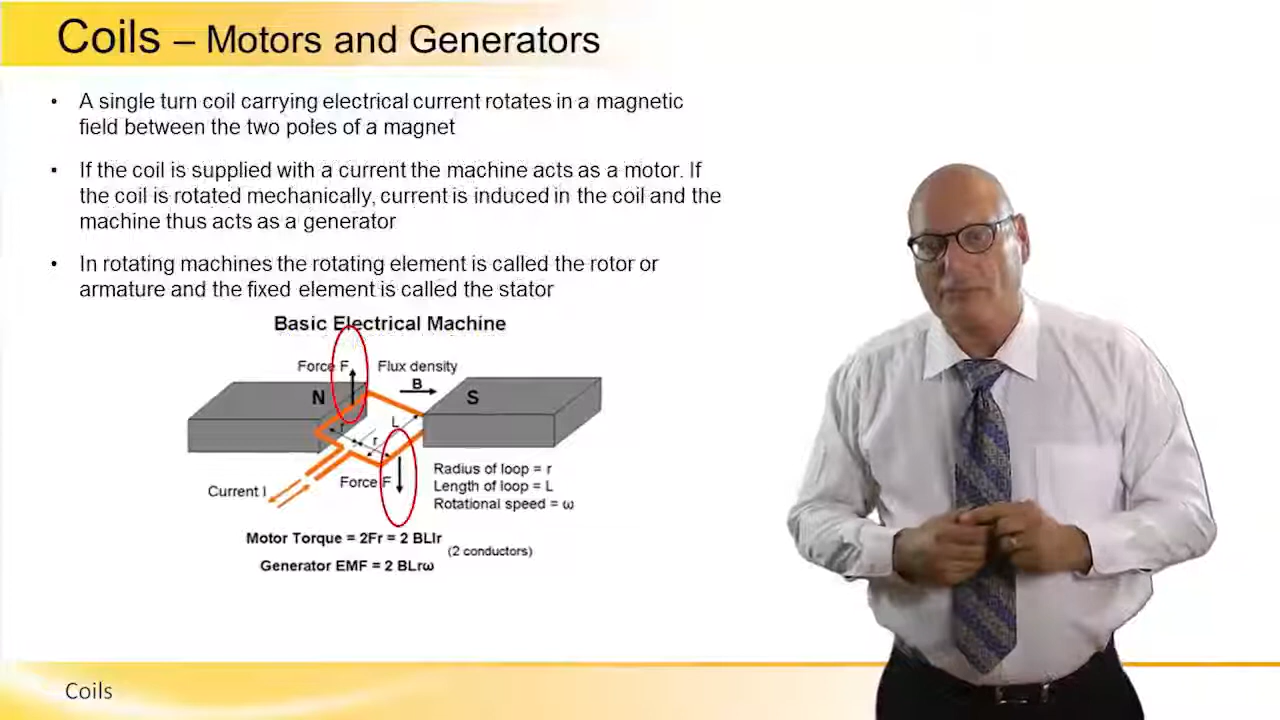 Coils – Motors and Generators
• A single turn coil carrying electrical current rotates in a magnetic
field between the two poles of a magnet
• If the coil is supplied with a current the machine acts as a motor. If
the coil is rotated mechanically, current is induced in the coil and the
machine thus acts as a generator
• In rotating machines the rotating element is called the rotor or
armature and the fixed element is called the stator
Basic Electrical Machine
Force F
Flux density
B
N
S
L
r
r
Force F
Current I
Radius of loop = r
Length of loop = L
Rotational speed = ω
Motor Torque = 2Fr = 2 BLIr
(2 conductors)
Generator EMF = 2 BLrω
Coils